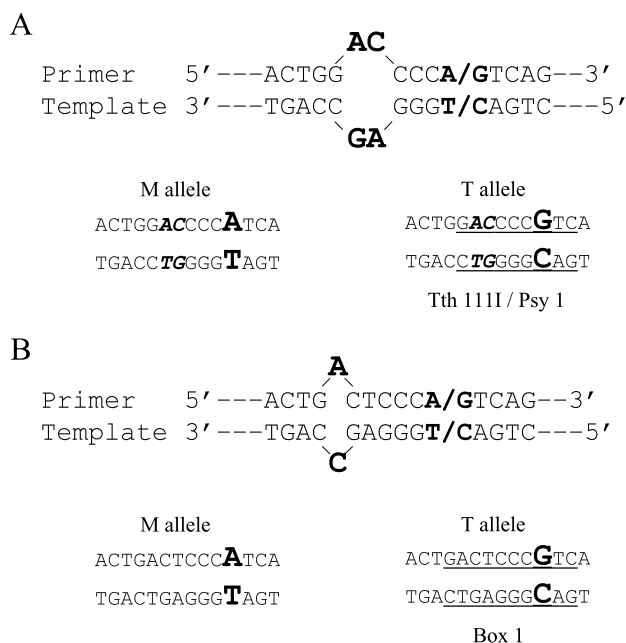 A
AC
Primer 5′---ACTGG CCCA/GTCAG--3′
Template 3′---TGACC GGGT/CAGTC---5′
GA
M allele T allele
ACTGGACCCCATCA ACTGGACCCCGTCA
TGACCTGGGGTAGT TGACCTGGGGCAGT
Tth 111I / Psy 1
B
A
Primer 5′---ACTG CTCCCA/GTCAG--3′
Template 3′---TGAC GAGGGT/CAGTC---5′
C
M allele T allele
ACTGACTCCCATCA ACTGACTCCCGTCA
TGACTGAGGGTAGT TGACTGAGGGCAGT
Box 1